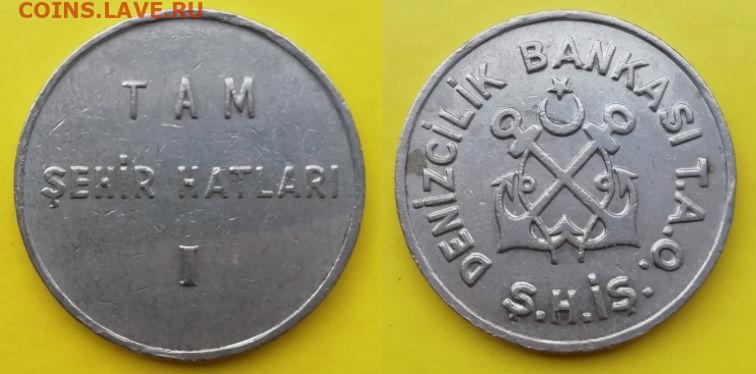 COINS.LAVE.RU
TAM
ŞEHİR HATLARI
I
DENİZCİLİK BANKASI T.A.O.
Ş.H.İŞ.